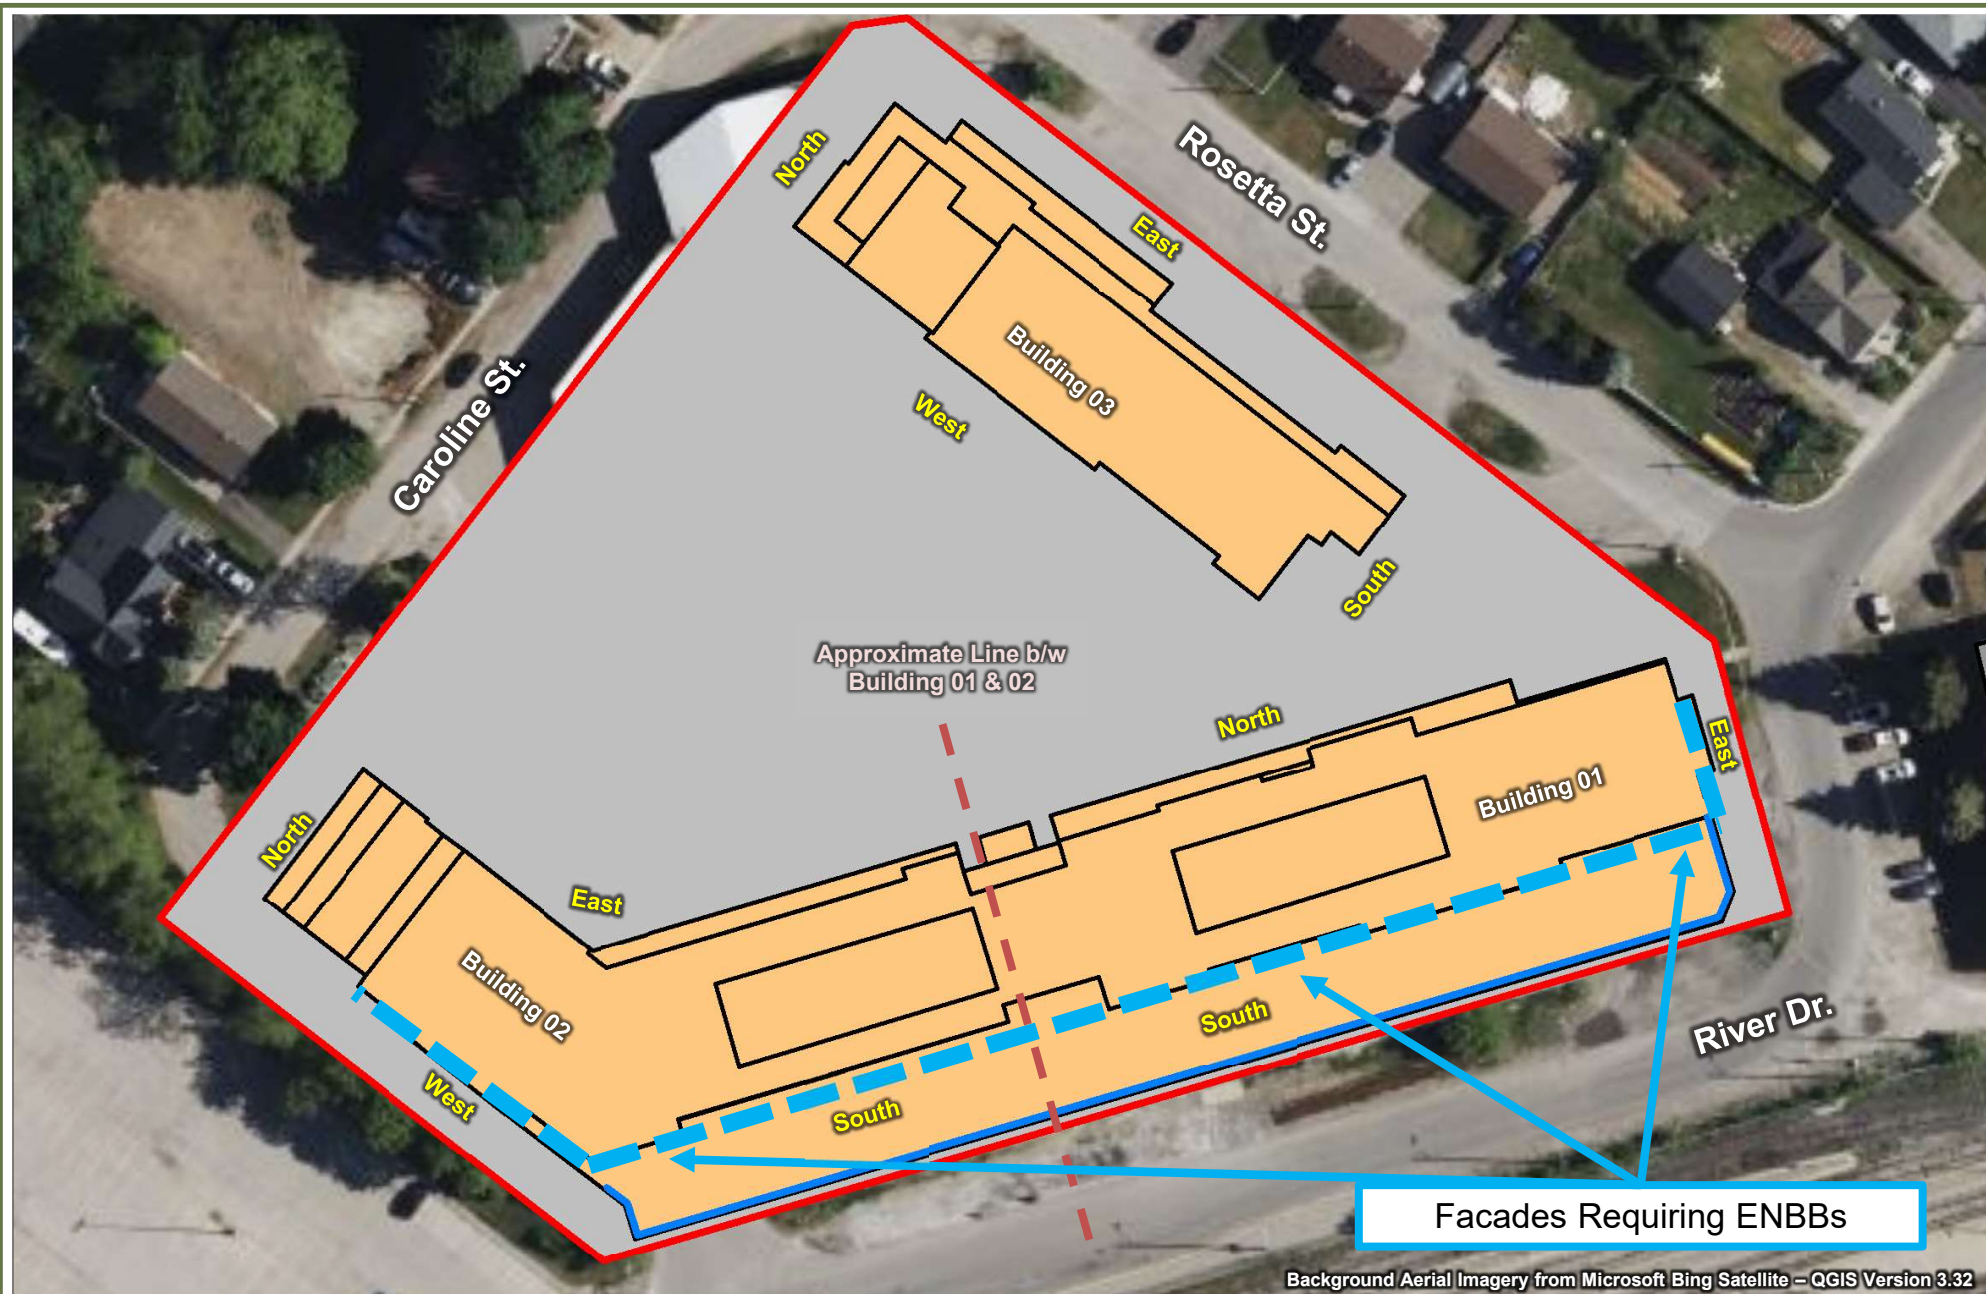 North
Rosetta St.
East
Building 03
Caroline St.
West
South
Approximate Line b/w
Building 01 & 02
North
East
Building 01
North
East
Building 02
South
River Dr.
West
South
Facades Requiring ENBBs
Background Aerial Imagery from Microsoft Bing Satellite – QGIS Version 3.32